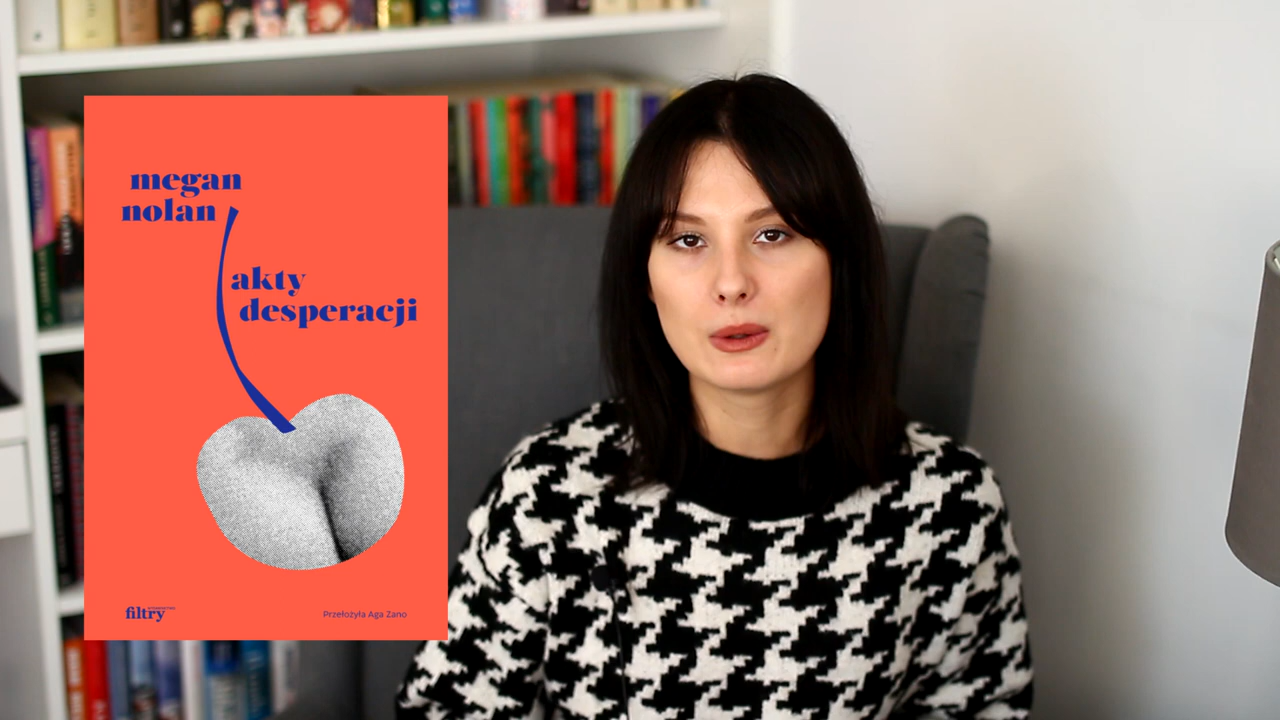 megan
nolan
akty
desperacji
filtry
Przełożyła Aga Zano